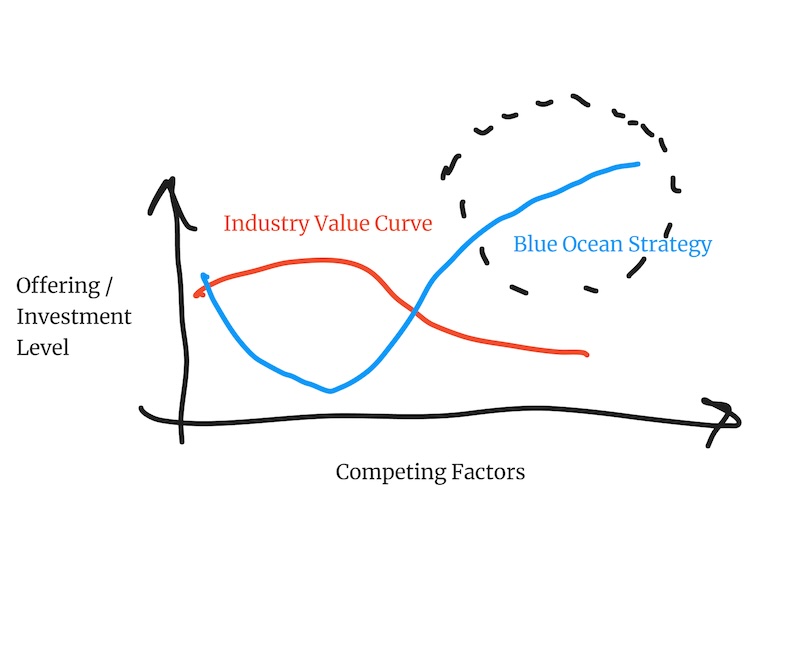 Industry Value Curve
Blue Ocean Strategy
Offering /
Investment
Level
Competing Factors